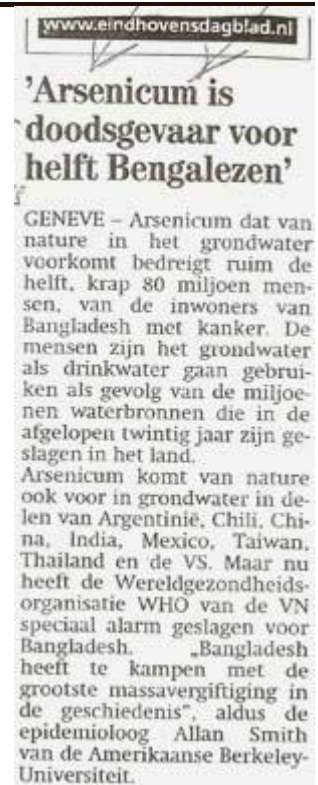 www.eindhovensdagblad.nl
'Arsenicum is
doodsgevaar voor
helft Bengalezen'
GENEVE – Arsenicum dat van
nature in het grondwater
voorkomt bedreigt ruim de
helft, krap 80 miljoen men-
sen, van de inwoners van
Bangladesh met kanker. De
mensen zijn het grondwater
als drinkwater gaan gebrui-
ken als gevolg van de miljoe-
nen waterbronnen die in de
afgelopen twintig jaar zijn ge-
slagen in het land.
Arsenicum komt van nature
ook voor in grondwater in de-
len van Argentinië, Chili, Chi-
na, India, Mexico, Taiwan,
Thailand en de VS. Maar nu
heeft de Wereldgezondheids-
organisatie WHO van de VN
speciaal alarm geslagen voor
Bangladesh. „Bangladesh
heeft te kampen met de
grootste massavergiftiging in
de geschiedenis", aldus de
epidemioloog Allan Smith
van de Amerikaanse Berkeley-
Universiteit.